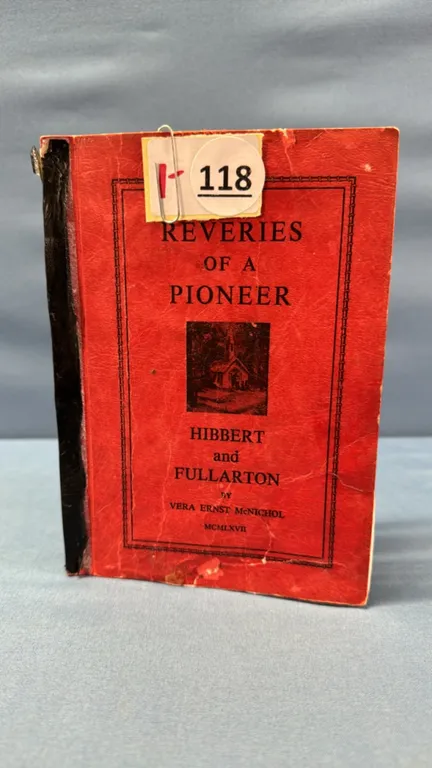 1-
118
REVERIES
OF A
PIONEER
HIBBERT
and
FULLARTON
BY
VERA ERNST McNICHOL
MCMLXVII